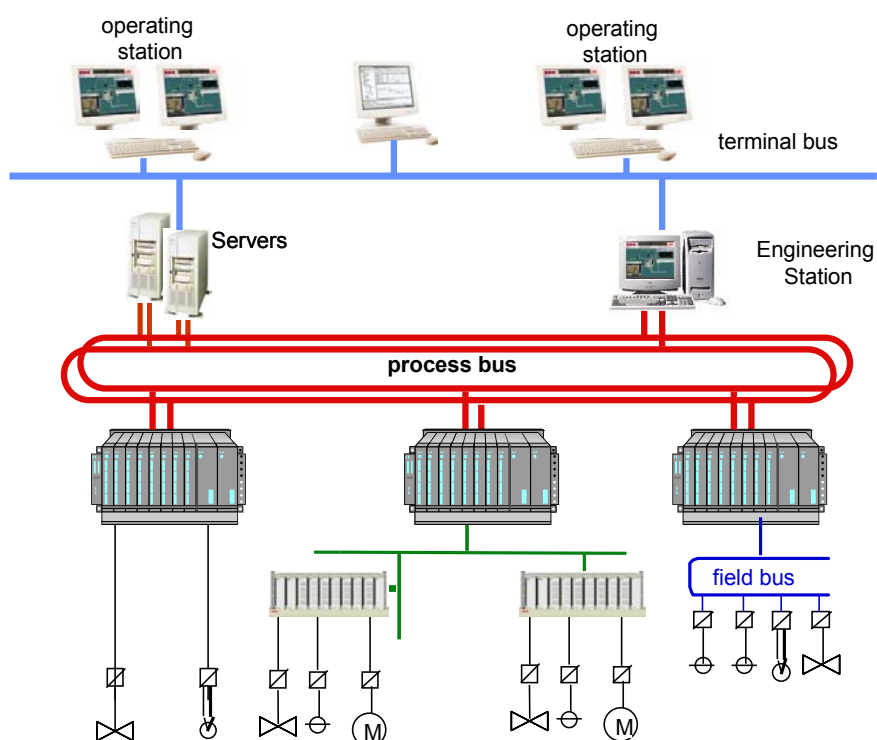 operating
station
operating
station
terminal bus
Servers
Engineering
Station
process bus
field bus
M
M